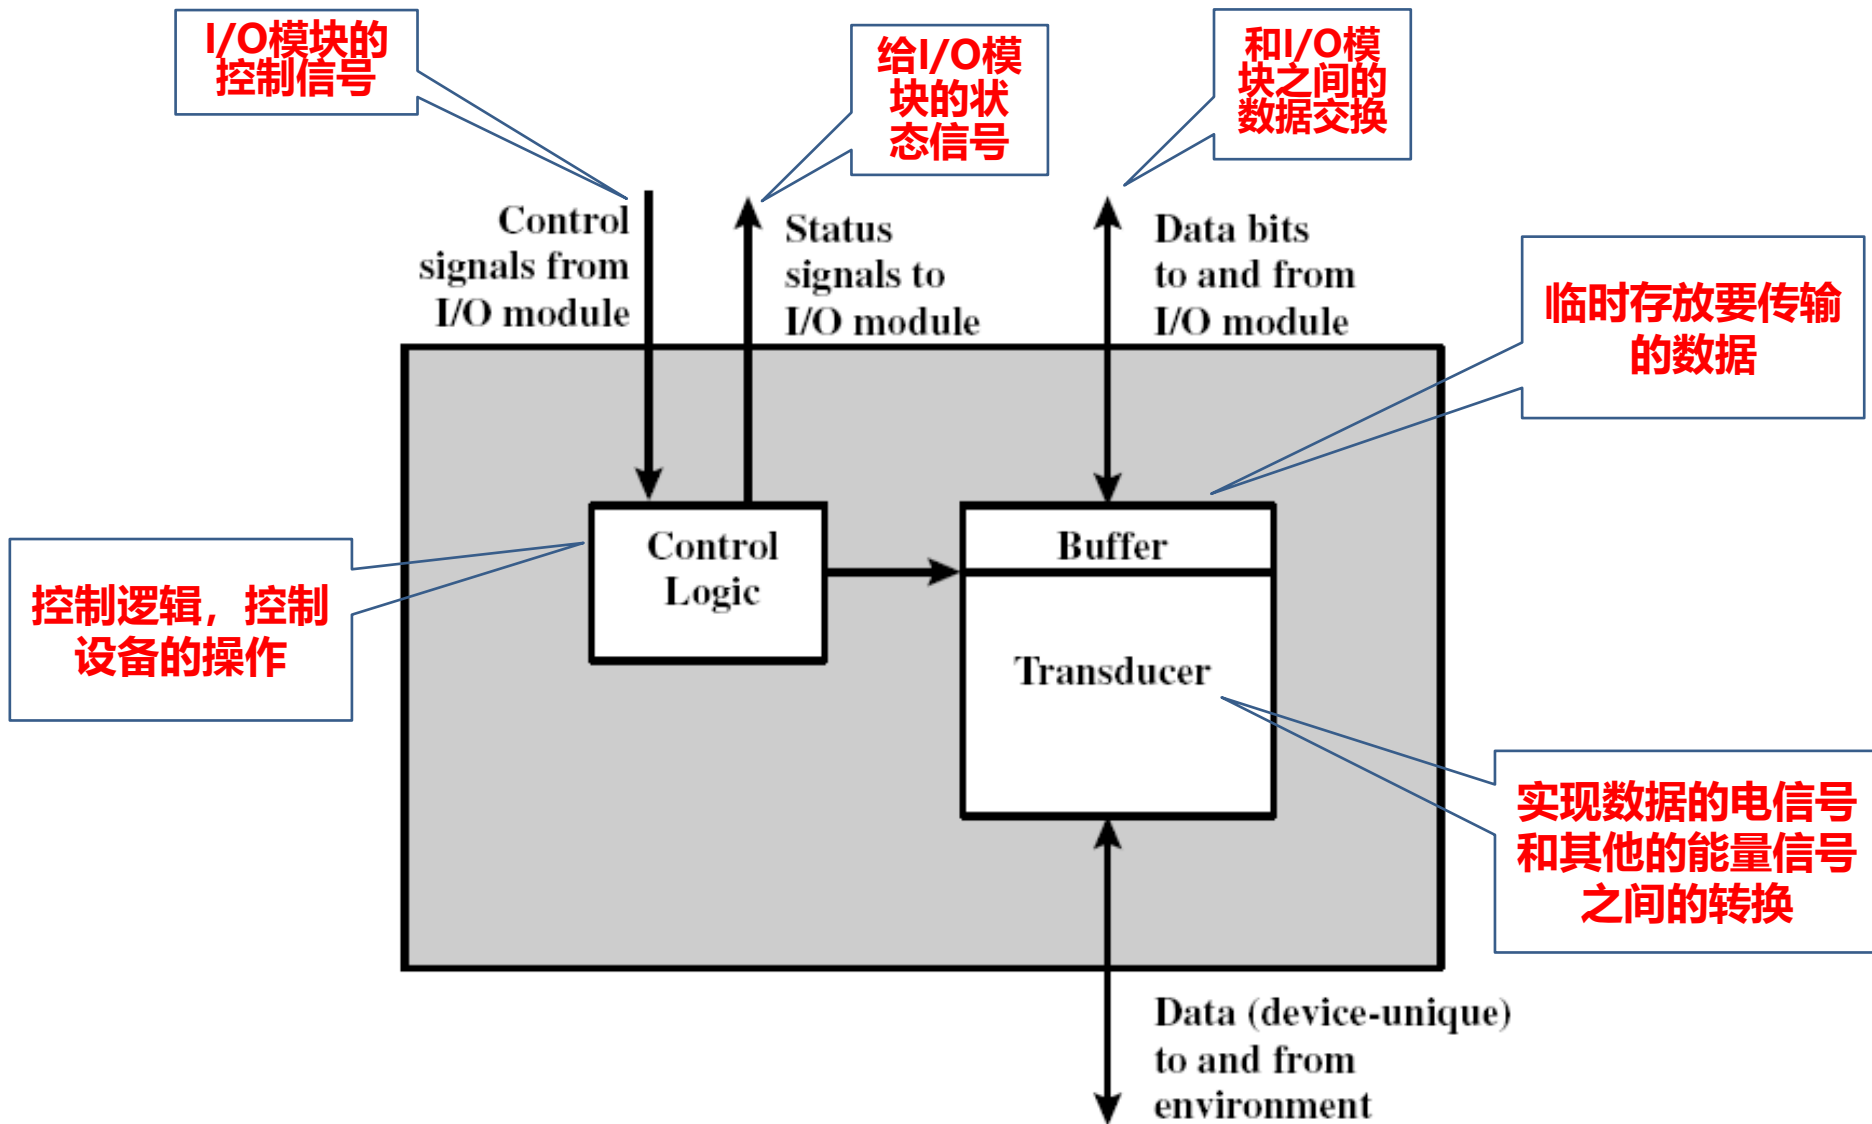 I/O模块的
控制信号
给I/O模
块的状
态信号
和I/O模
块之间的
数据交换
Control
signals from
I/O module
Status
signals to
I/O module
Data bits
to and from
I/O module
临时存放要传输
的数据
Control
Logic
Buffer
Transducer
控制逻辑，控制
设备的操作
实现数据的电信号
和其他的能量信号
之间的转换
Data (device-unique)
to and from
environment